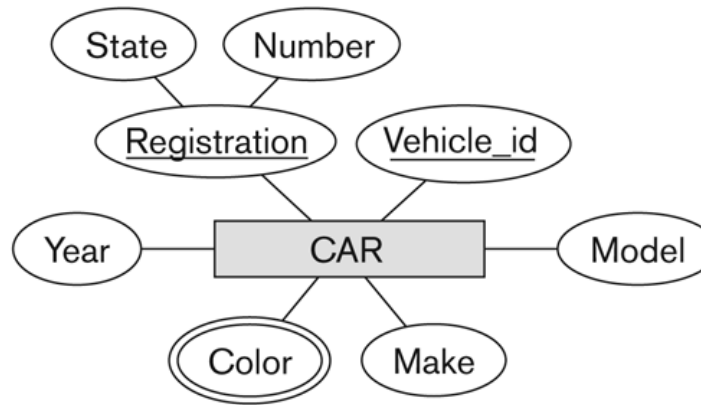 State
Number
Registration
Vehicle_id
Year
CAR
Model
Color
Make